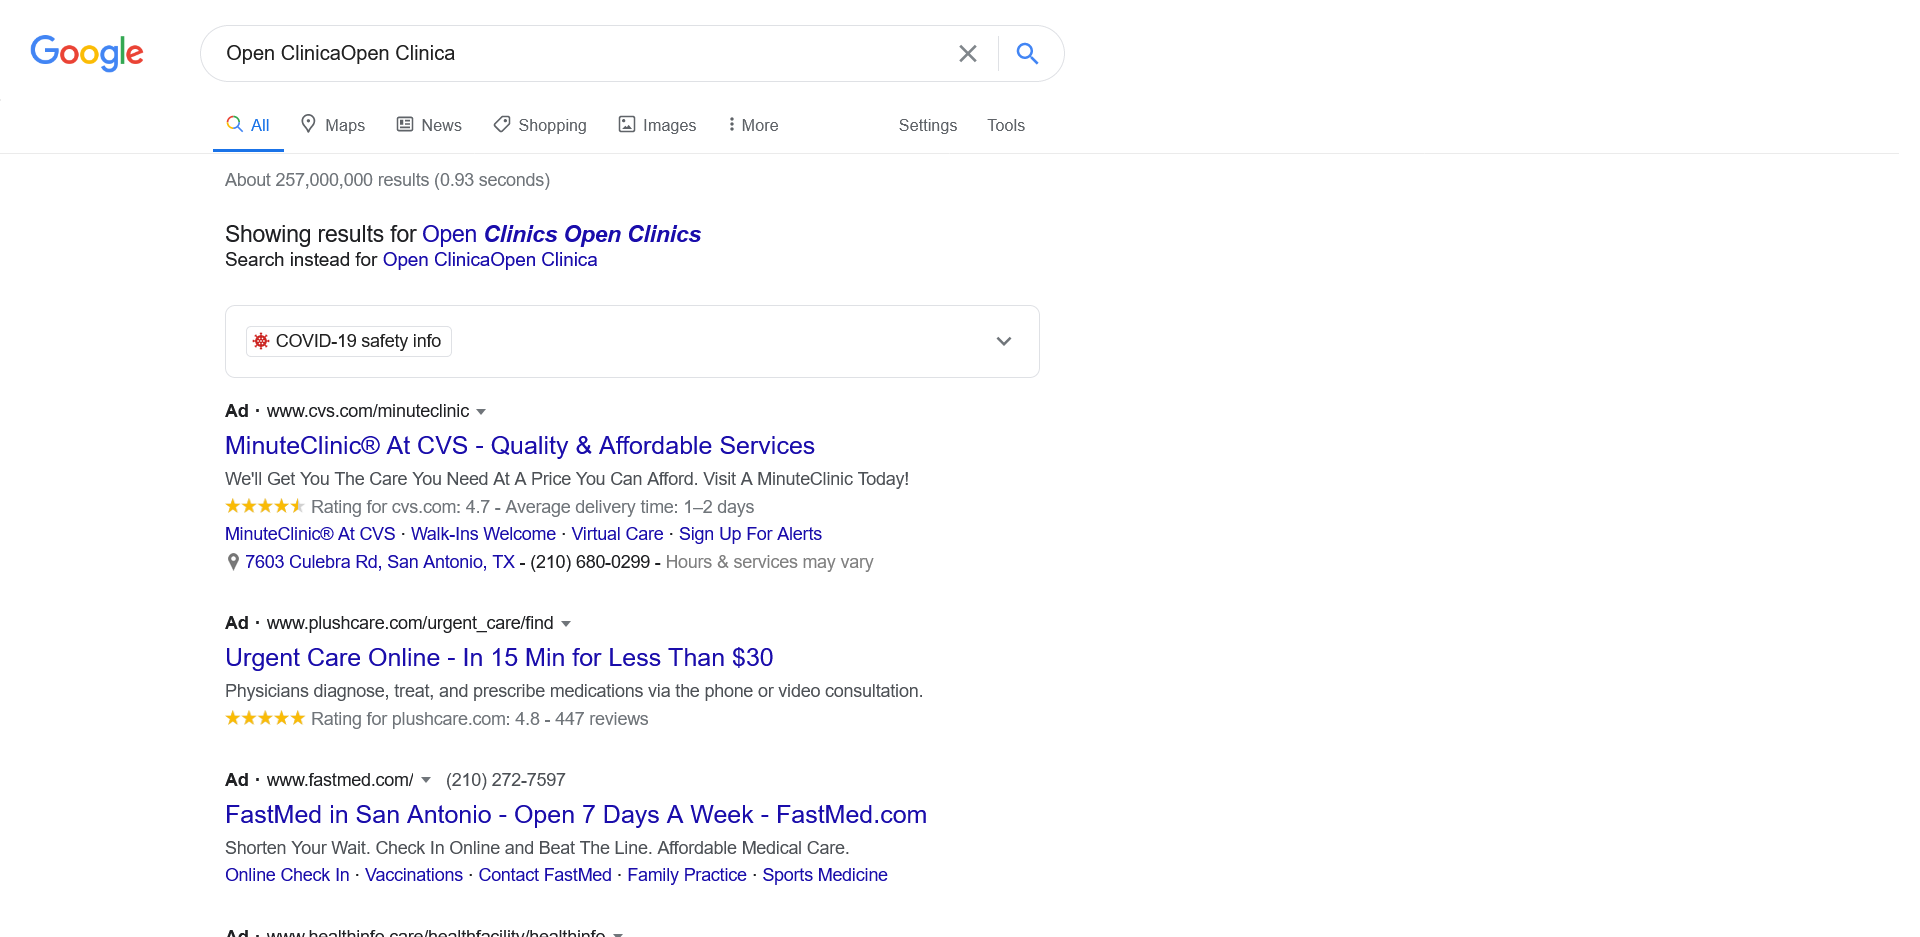 Google
Open ClinicaOpen Clinica
All Maps News Shopping Images More Settings Tools
About 257,000,000 results (0.93 seconds)
Showing results for Open Clinics Open Clinics
Search instead for Open ClinicaOpen Clinica
COVID-19 safety info
Ad · www.cvs.com/minuteclinic
MinuteClinic® At CVS - Quality & Affordable Services
We'll Get You The Care You Need At A Price You Can Afford. Visit A MinuteClinic Today!
Rating for cvs.com: 4.7 - Average delivery time: 1–2 days
MinuteClinic® At CVS · Walk-Ins Welcome · Virtual Care · Sign Up For Alerts
7603 Culebra Rd, San Antonio, TX - (210) 680-0299 - Hours & services may vary
Ad · www.plushcare.com/urgent_care/find
Urgent Care Online - In 15 Min for Less Than $30
Physicians diagnose, treat, and prescribe medications via the phone or video consultation.
Rating for plushcare.com: 4.8 - 447 reviews
Ad · www.fastmed.com/ (210) 272-7597
FastMed in San Antonio - Open 7 Days A Week - FastMed.com
Shorten Your Wait. Check In Online and Beat The Line. Affordable Medical Care.
Online Check In · Vaccinations · Contact FastMed · Family Practice · Sports Medicine
Ad · www.healthinfo.care/healthfacility/healthinfo